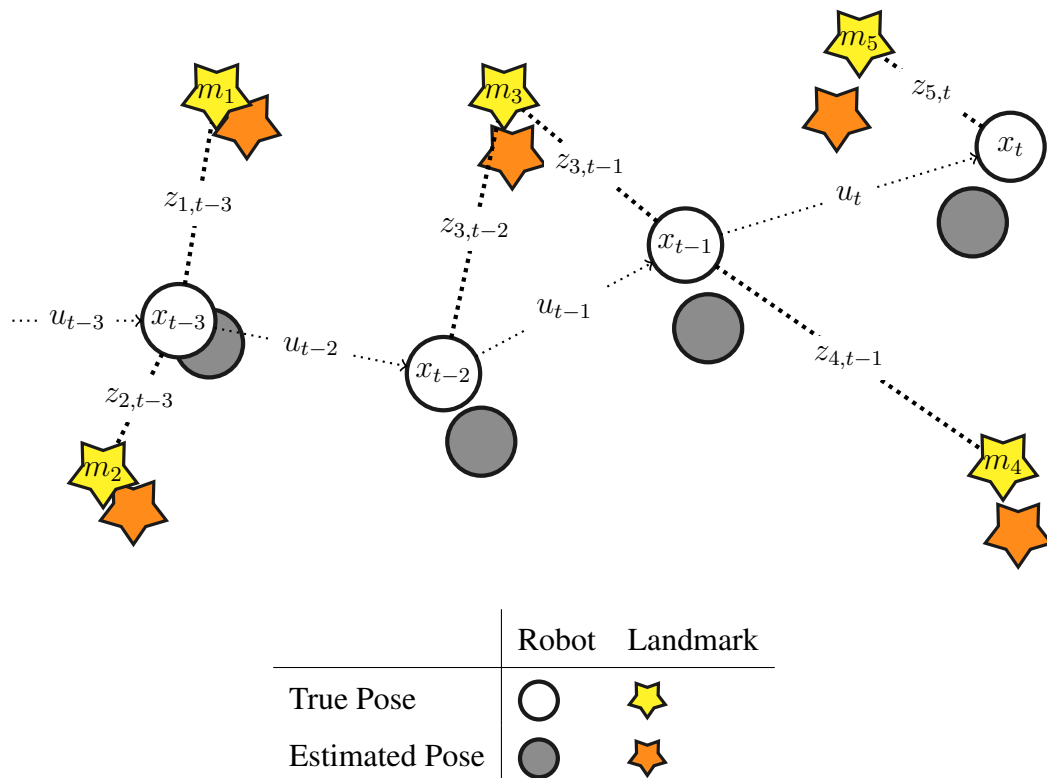 m₅
m₁
m₃
z₅,ₜ
xₜ
z₃,ₜ₋₁
uₜ
z₁,ₜ₋₃
z₃,ₜ₋₂
xₜ₋₁
uₜ₋₃
xₜ₋₃
uₜ₋₁
uₜ₋₂
z₄,ₜ₋₁
xₜ₋₂
z₂,ₜ₋₃
m₂
m₄
Robot Landmark
True Pose
Estimated Pose